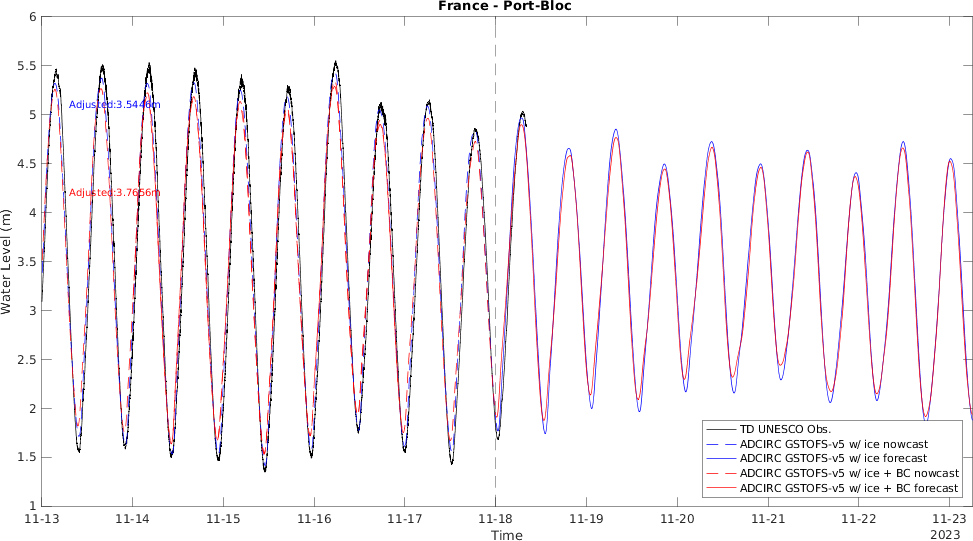 France - Port-Bloc
6
5.5
5
4.5
4
3.5
3
2.5
2
1.5
1
Water Level (m)
Adjusted:3.5446m
Adjusted:3.7656m
TD UNESCO Obs.
ADCIRC GSTOFS-v5 w/ ice nowcast
ADCIRC GSTOFS-v5 w/ ice forecast
ADCIRC GSTOFS-v5 w/ ice + BC nowcast
ADCIRC GSTOFS-v5 w/ ice + BC forecast
11-13 11-14 11-15 11-16 11-17 11-18 11-19 11-20 11-21 11-22 11-23
Time
2023